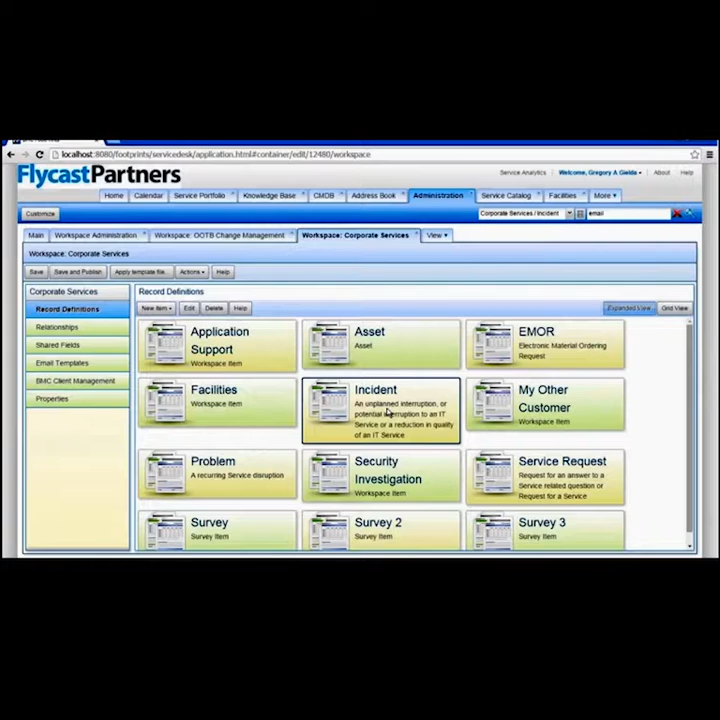 localhost:8080/footprints/servicedesk/application.html#container/edit/12480/workspace
FlycastPartners
Service Analytics
Welcome, Gregory A Gielda
About
Help
Home
Calendar
Service Portfolio
Knowledge Base
CMDB
Address Book
Administration
Service Catalog
Facilities
More
Customize
Corporate Services / Incident
email
Main
Workspace Administration
Workspace: OOTB Change Management
Workspace: Corporate Services
View
Workspace: Corporate Services
Save
Save and Publish
Apply template file...
Actions
Help
Corporate Services
Record Definitions
Relationships
Shared Fields
Email Templates
BMC Client Management
Properties
Record Definitions
New Item
Edit
Delete
Help
Expanded View
Grid View
Application
Support
Workspace Item
Asset
Asset
EMOR
Electronic Material Ordering
Request
Facilities
Workspace Item
Incident
An unplanned interruption, or
potential interruption to an IT
Service or a reduction in quality
of an IT Service
My Other
Customer
Workspace Item
Problem
A recurring Service disruption
Security
Investigation
Workspace Item
Service Request
Request for an answer to a
Service related question or
Request for a Service
Survey
Survey Item
Survey 2
Survey Item
Survey 3
Survey Item